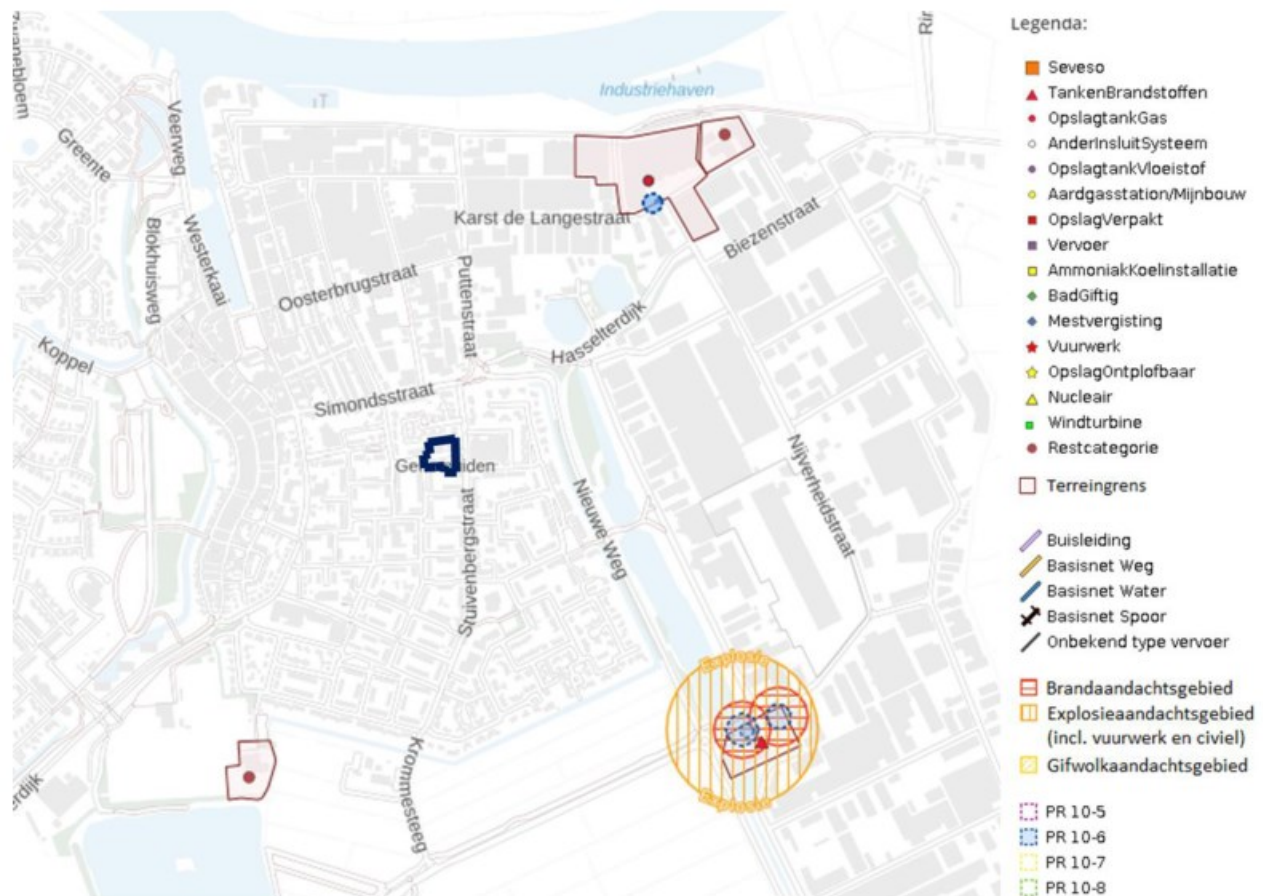 Zwanebloem
Greente
Veerweg
Blokhuisweg
Westerkaai
Koppel
Industriehaven
Rir
Karst de Langestraat
Biezenstraat
Oosterbrugstraat
Puttenstraat
Hasselterdijk
Simondsstraat
Nijverheidstraat
Nieuwe Weg
Stuivenbergstraat
Krommesteeg
erdijk
Legenda:
Seveso
TankenBrandstoffen
OpslagtankGas
AnderInsluitSysteem
OpslagtankVloeistof
Aardgasstation/Mijnbouw
OpslagVerpakt
Vervoer
AmmoniakKoelinstallatie
BadGiftig
Mestvergisting
Vuurwerk
OpslagOntplofbaar
Nucleair
Windturbine
Restcategorie
Terreingrens
Buisleiding
Basisnet Weg
Basisnet Water
Basisnet Spoor
Onbekend type vervoer
Brandaandachtsgebied
Explosieaandachtsgebied
(incl. vuurwerk en civiel)
Gifwolkaandachtsgebied
PR 10-5
PR 10-6
PR 10-7
PR 10-8